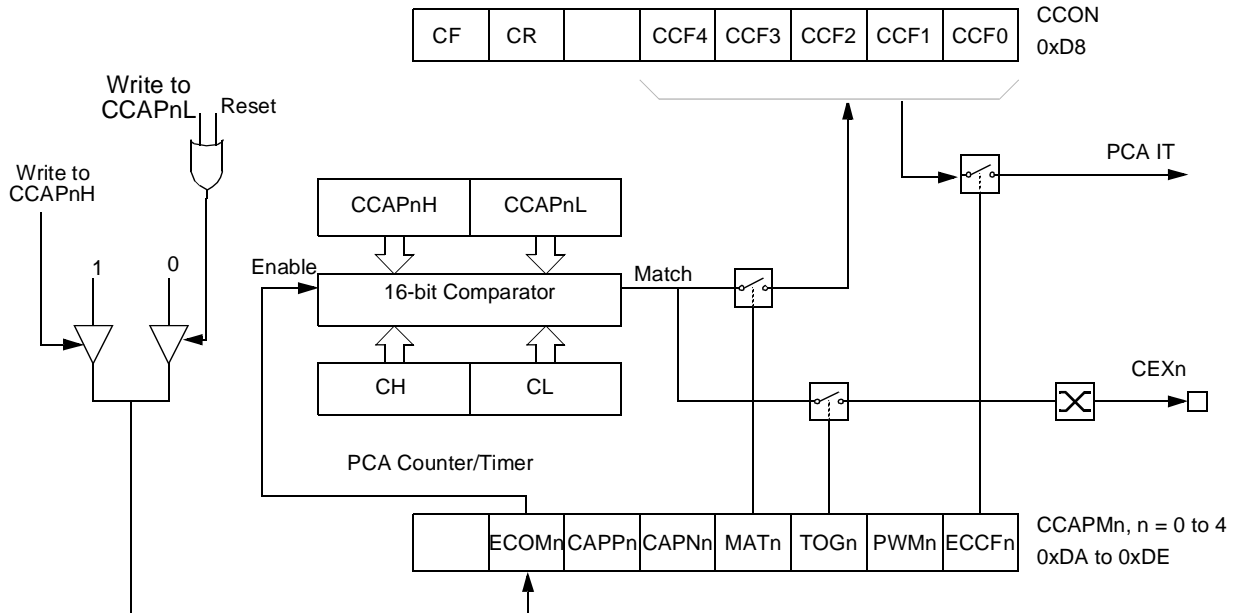 CF CR CCF4 CCF3 CCF2 CCF1 CCF0
CCON
0xD8
Write to
CCAPnL
Reset
Write to
CCAPnH
PCA IT
CCAPnH CCAPnL
1 0
Enable
16-bit Comparator
Match
CH CL
CEXn
PCA Counter/Timer
ECOMn CAPPn CAPNn MATn TOGn PWMn ECCFn
CCAPMn, n = 0 to 4
0xDA to 0xDE